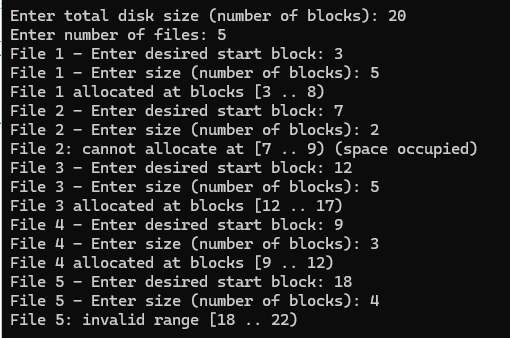 Enter total disk size (number of blocks): 20
Enter number of files: 5
File 1 - Enter desired start block: 3
File 1 - Enter size (number of blocks): 5
File 1 allocated at blocks [3 .. 8)
File 2 - Enter desired start block: 7
File 2 - Enter size (number of blocks): 2
File 2: cannot allocate at [7 .. 9) (space occupied)
File 3 - Enter desired start block: 12
File 3 - Enter size (number of blocks): 5
File 3 allocated at blocks [12 .. 17)
File 4 - Enter desired start block: 9
File 4 - Enter size (number of blocks): 3
File 4 allocated at blocks [9 .. 12)
File 5 - Enter desired start block: 18
File 5 - Enter size (number of blocks): 4
File 5: invalid range [18 .. 22)